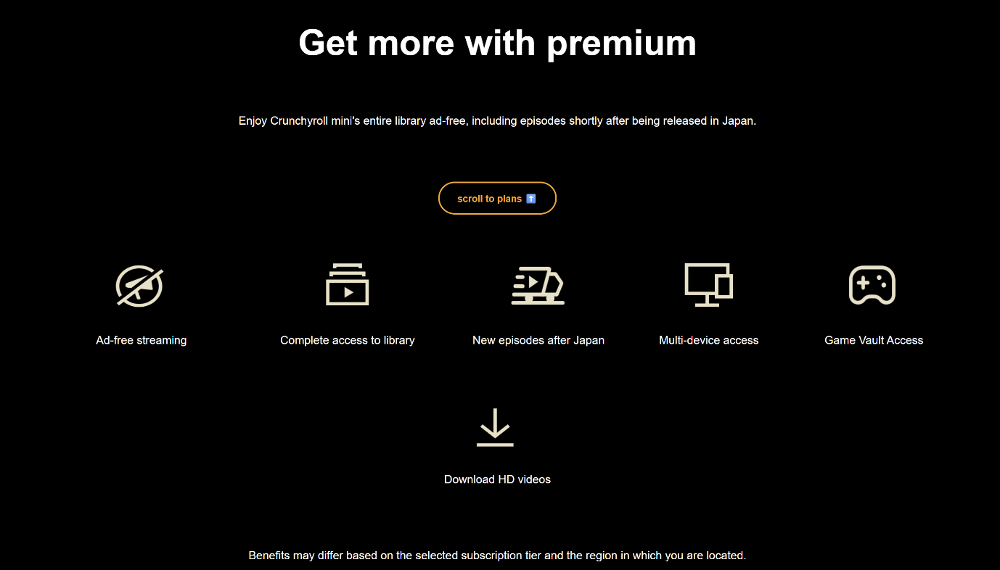 Get more with premium
Enjoy Crunchyroll mini's entire library ad-free, including episodes shortly after being released in Japan.
scroll to plans ⬆️
Ad-free streaming
Complete access to library
New episodes after Japan
Multi-device access
Game Vault Access
Download HD videos
Benefits may differ based on the selected subscription tier and the region in which you are located.